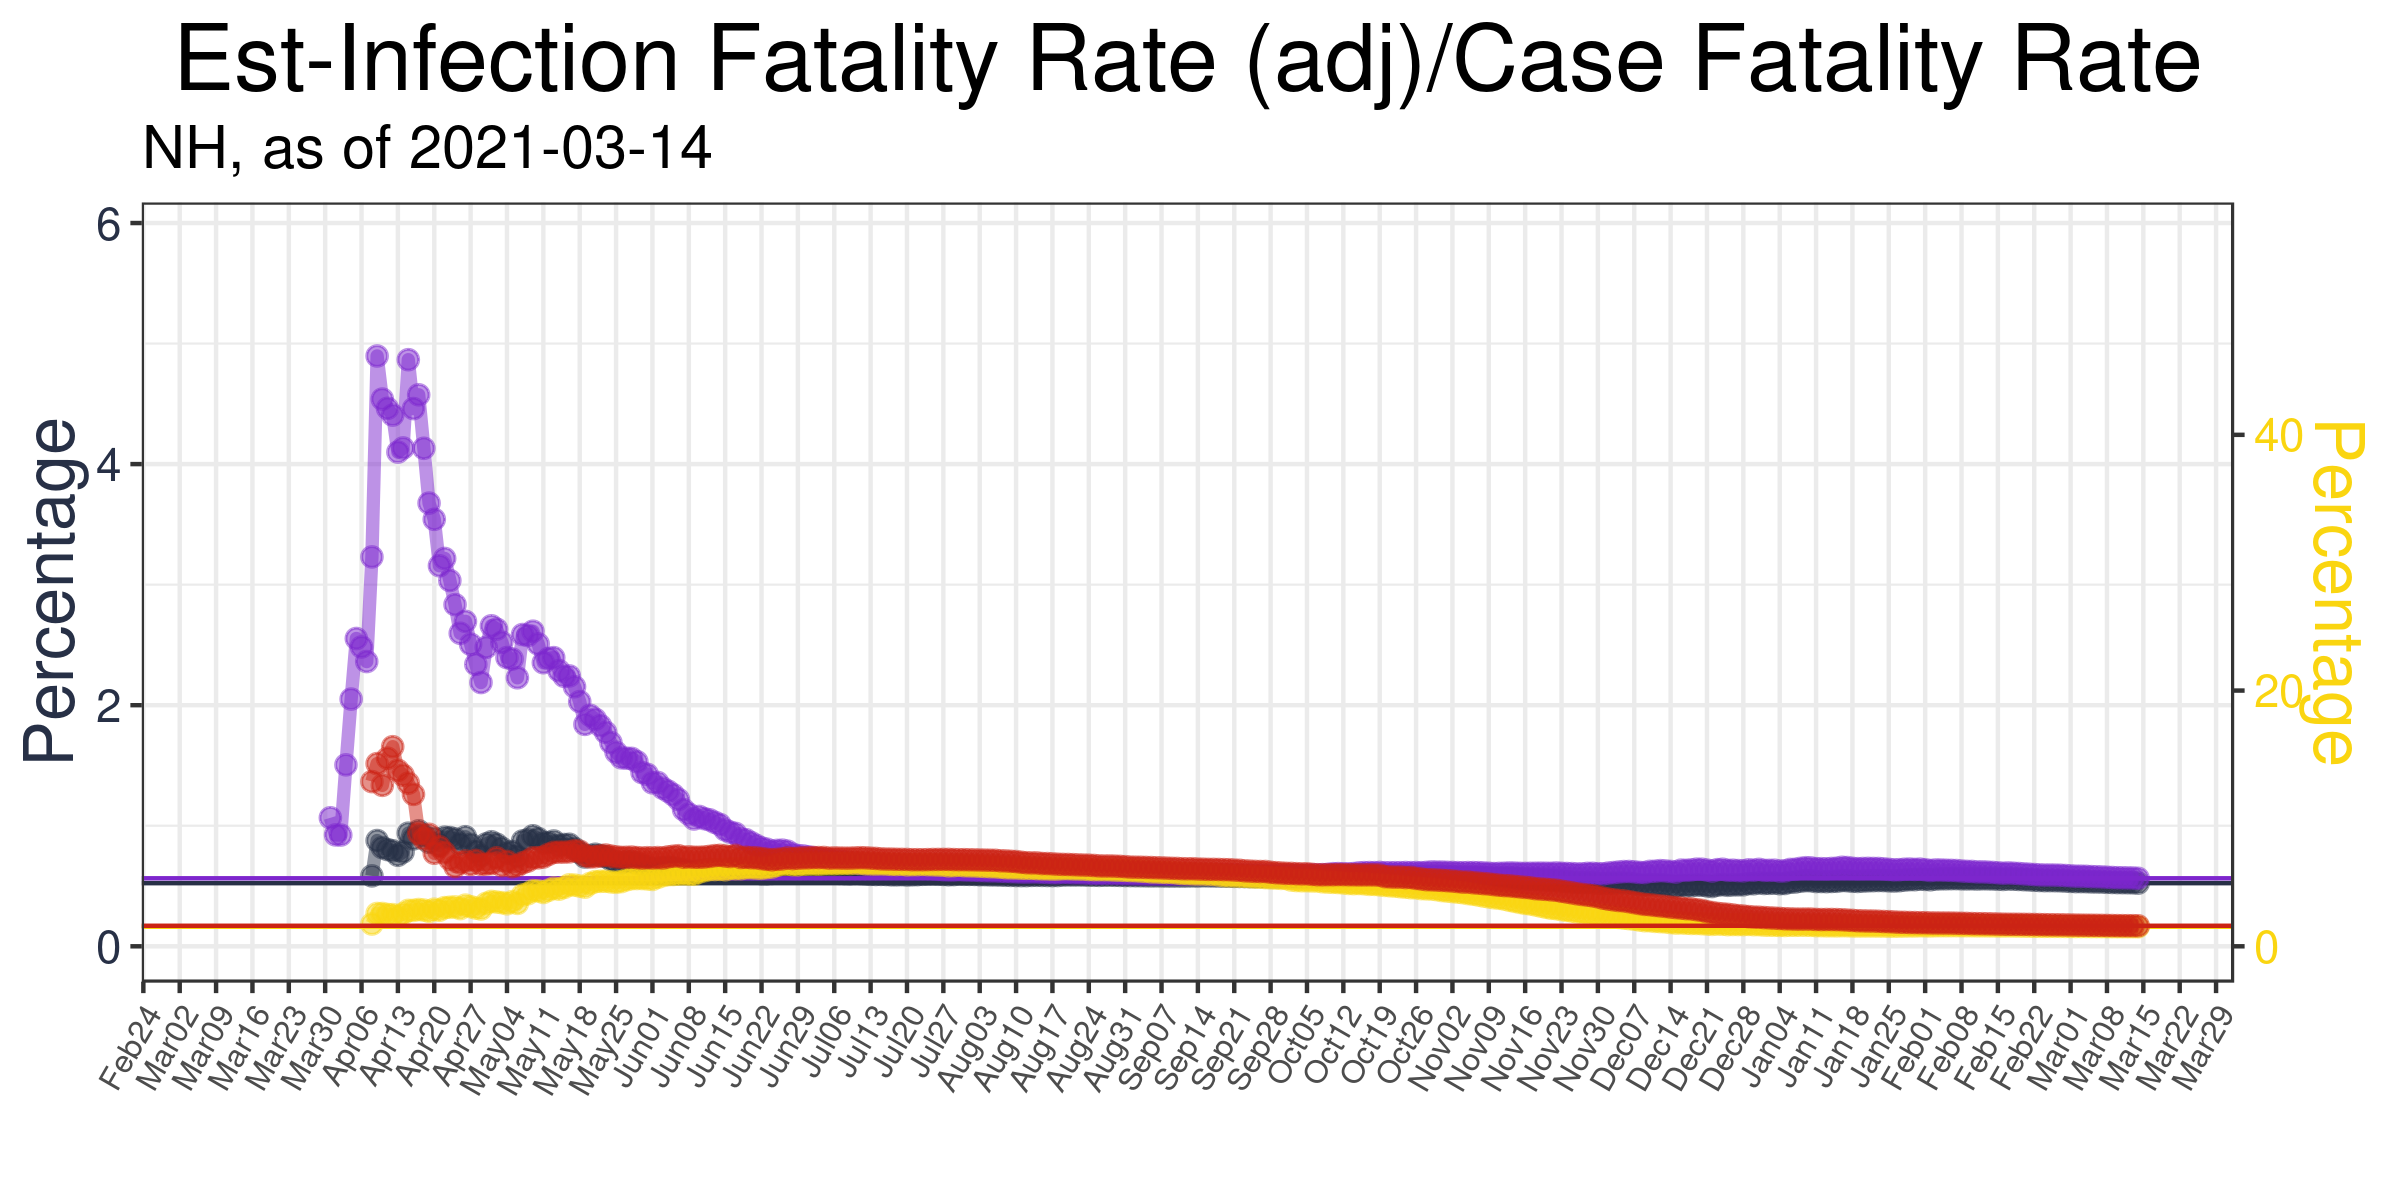 Est-Infection Fatality Rate (adj)/Case Fatality Rate
NH, as of 2021-03-14
Percentage
6
4
2
0
40
20
0
Percentage
Feb24
Mar02
Mar09
Mar16
Mar23
Mar30
Apr06
Apr13
Apr20
Apr27
May04
May11
May18
May25
Jun01
Jun08
Jun15
Jun22
Jun29
Jul06
Jul13
Jul20
Jul27
Aug03
Aug10
Aug17
Aug24
Aug31
Sep07
Sep14
Sep21
Sep28
Oct05
Oct12
Oct19
Oct26
Nov02
Nov09
Nov16
Nov23
Nov30
Dec07
Dec14
Dec21
Dec28
Jan04
Jan11
Jan18
Jan25
Feb01
Feb08
Feb15
Feb22
Mar01
Mar08
Mar15
Mar22
Mar29